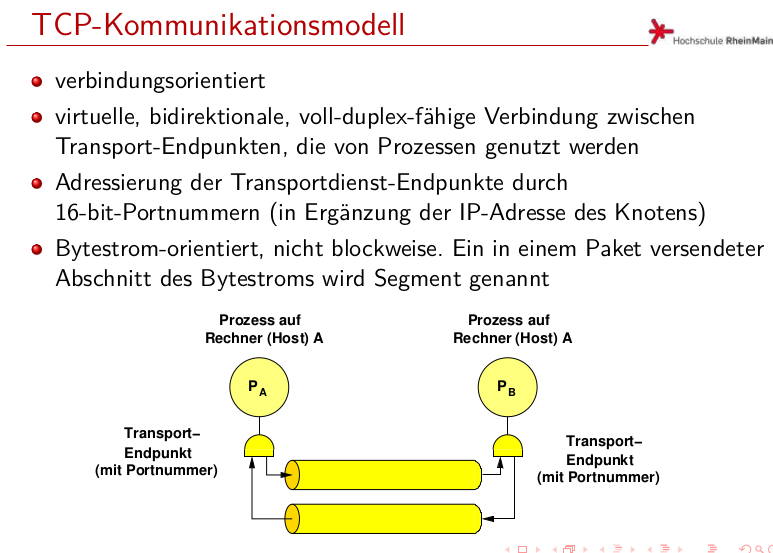 TCP-Kommunikationsmodell
Hochschule RheinMain
verbindungsorientiert
virtuelle, bidirektionale, voll-duplex-fähige Verbindung zwischen
Transport-Endpunkten, die von Prozessen genutzt werden
Adressierung der Transportdienst-Endpunkte durch
16-bit-Portnummern (in Ergänzung der IP-Adresse des Knotens)
Bytestrom-orientiert, nicht blockweise. Ein in einem Paket versendeter
Abschnitt des Bytestroms wird Segment genannt
Prozess auf
Rechner (Host) A
Prozess auf
Rechner (Host) A
PA
PB
Transport–
Endpunkt
(mit Portnummer)
Transport–
Endpunkt
(mit Portnummer)